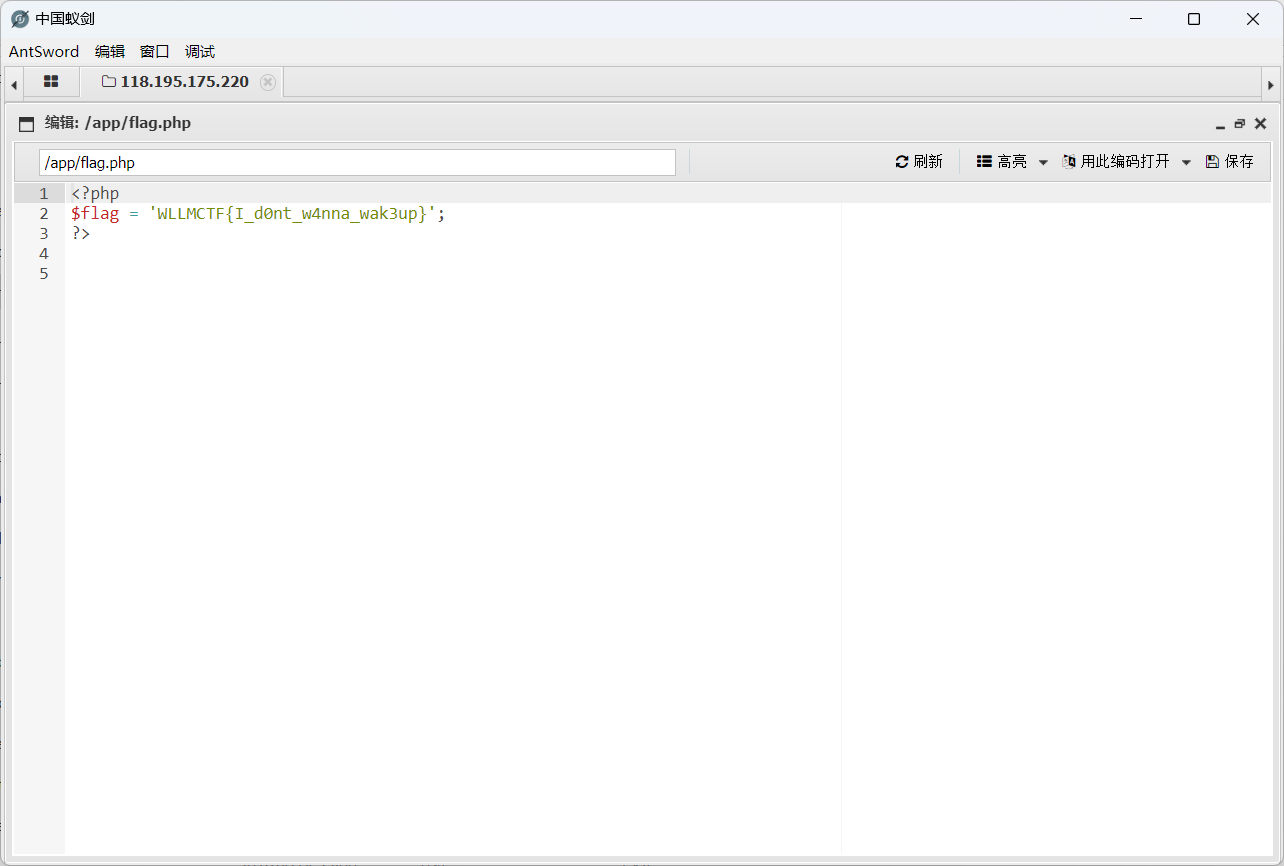 中国蚁剑
AntSword 编辑 窗口 调试
118.195.175.220
编辑: /app/flag.php
/app/flag.php 刷新 高亮 用此编码打开 保存
1 <?php
2 $flag = 'WLLMCTF{I_d0nt_w4nna_wak3up}';
3 ?>
4
5